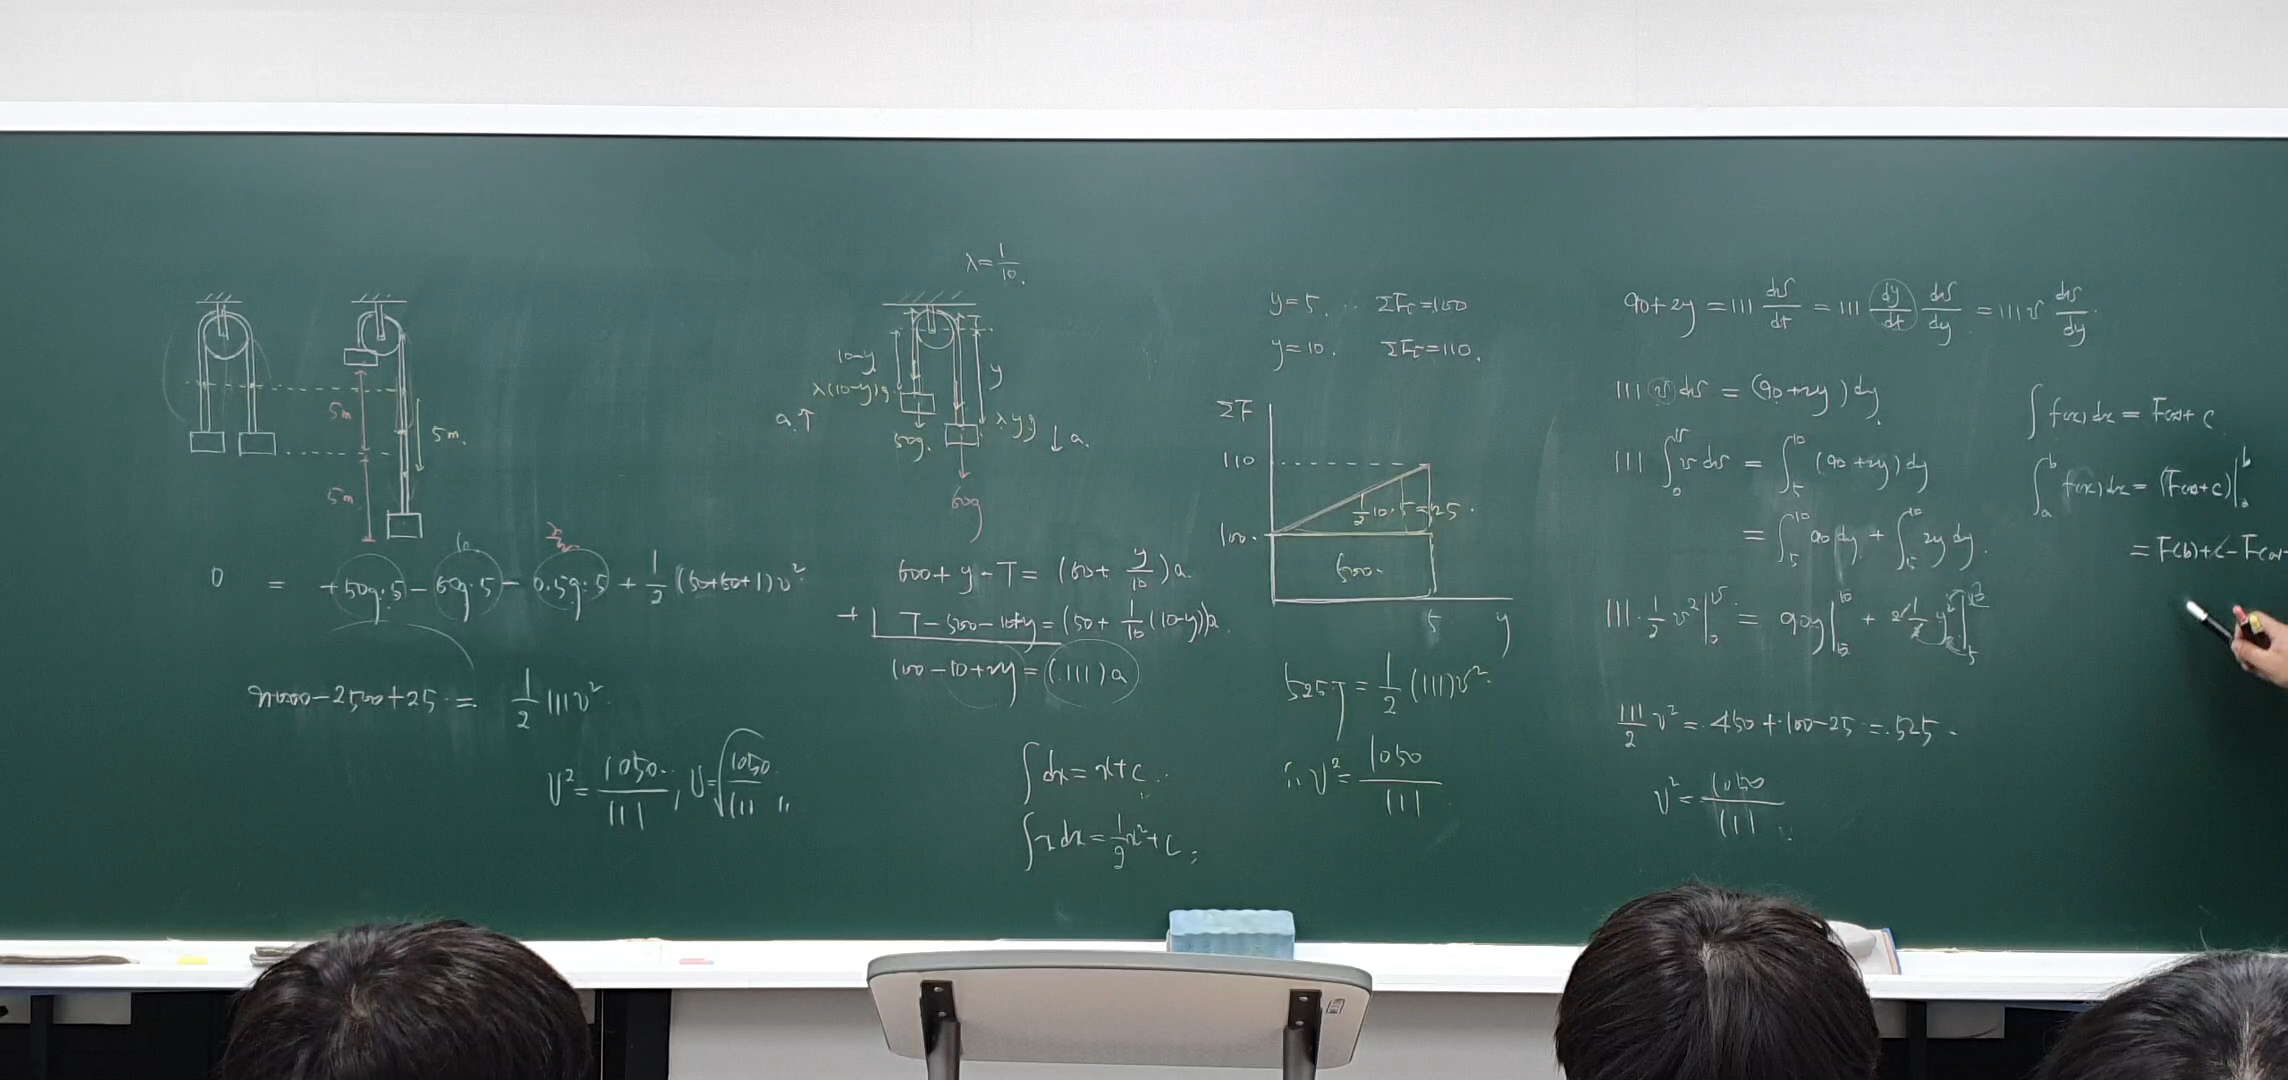 5m
5m.
5m
0 = +50g·5 - 60g·5 - 0.5g·5 + 1/2 (50+60+1)v²
-2500+25 = 1/2 111v²
v² = 1050/111, v = √(1050/111)
λ = 1/10.
10-y
λ(10-y)g
a↑
50g.
y
λyg
↓a.
60g
600 + y - T = (60 + y/10)a
+) T - 500 - 10+y = (50 + 1/10(10-y))a
100 - 10 + 2y = (111)a
∫dx = x+c
∫xdx = 1/2 x² + c
y=5. ΣF=100
y=10. ΣF=110.
ΣF
110
1/2 10·5=25.
100
500
5 y
525J = 1/2 (111)v²
∴ v² = 1050/111
90+2y = 111 dv/dt = 111 dy/dt dv/dy = 111 v dv/dy
111 v dv = (90+2y)dy
111 ∫₀ᵛ v dv = ∫₅¹⁰ (90+2y)dy
= ∫₅¹⁰ 90 dy + ∫₅¹⁰ 2y dy
111· 1/2 v² |₀ᵛ = 90y | + 2 1/2 y² |₅¹⁰
111/2 v² = 450+100-25 = 525
v² = 1050/111
∫f(x)dx = F(x)+c
∫ₐᵇ f(x)dx = (F(x)+c)|ₐᵇ
= F(b)+c-F(a)